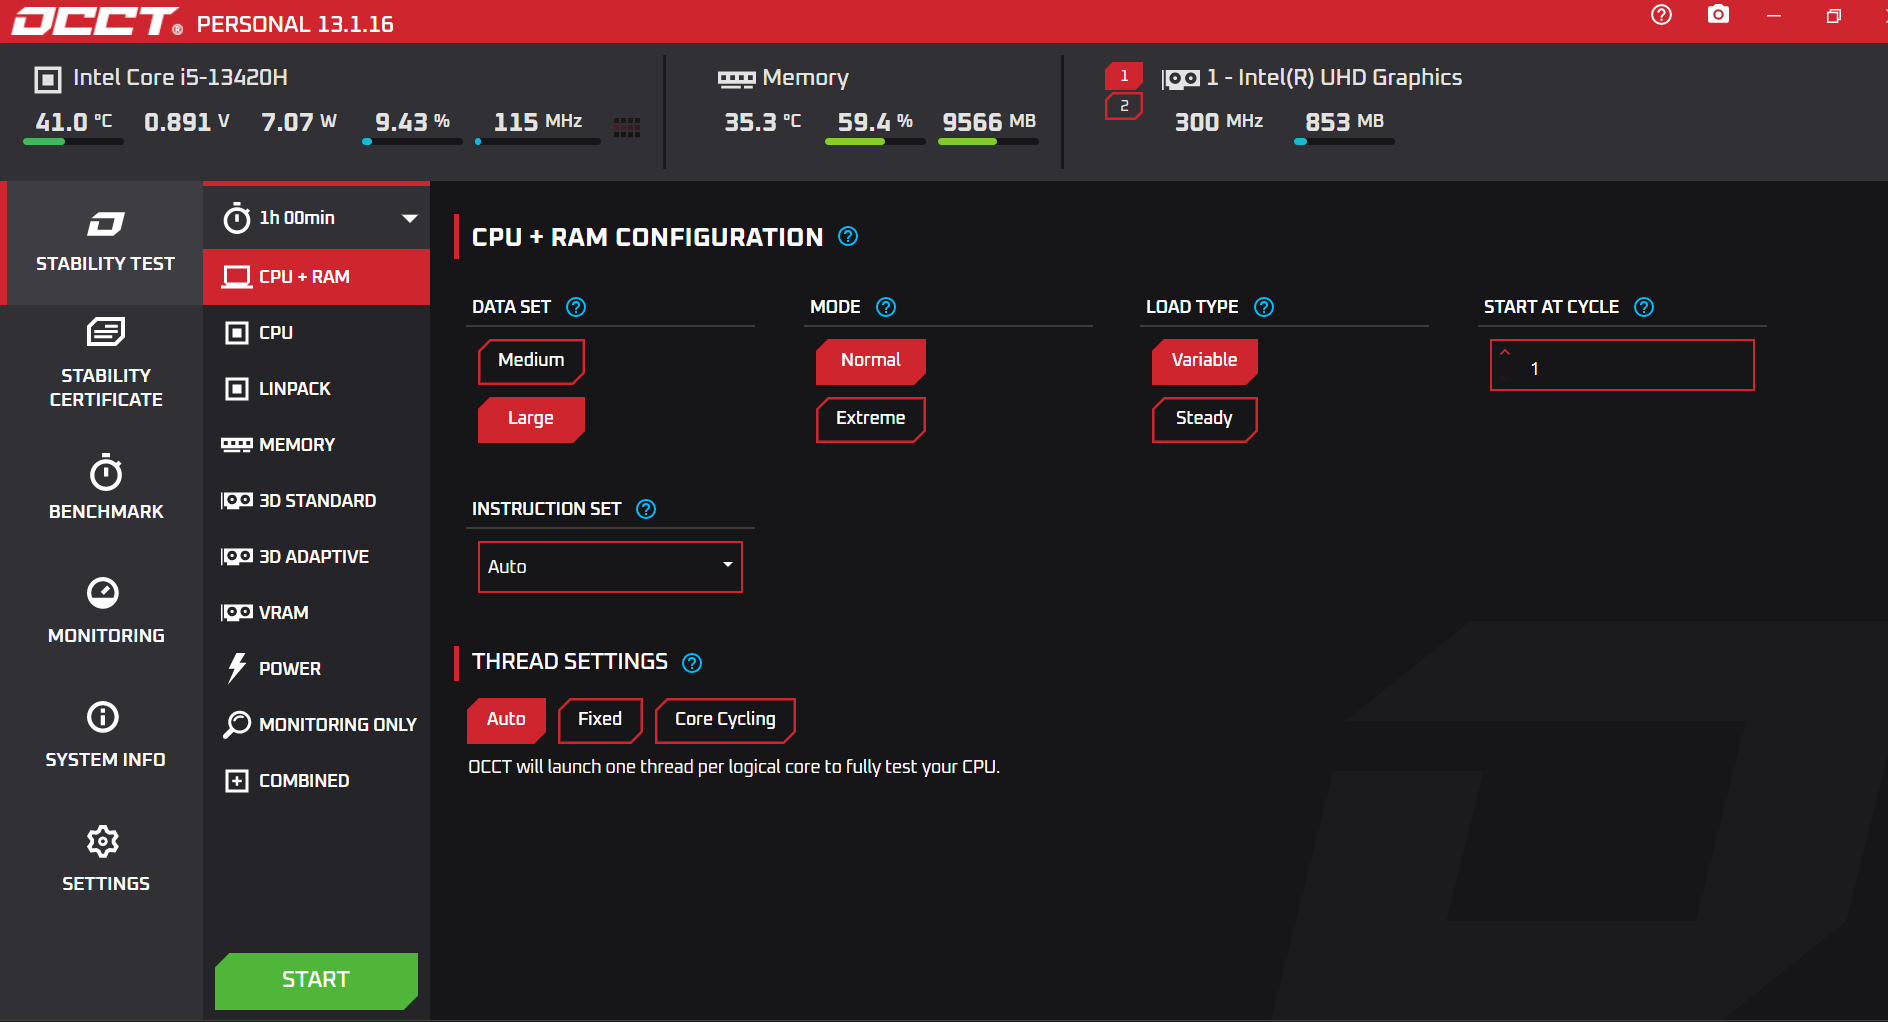 OCCT® PERSONAL 13.1.16
Intel Core i5-13420H
41.0 °C 0.891 V 7.07 W 9.43 % 115 MHz
Memory
35.3 °C 59.4 % 9566 MB
1
2
1 - Intel(R) UHD Graphics
300 MHz 853 MB
STABILITY TEST
STABILITY
CERTIFICATE
BENCHMARK
MONITORING
SYSTEM INFO
SETTINGS
1h 00min
CPU + RAM
CPU
LINPACK
MEMORY
3D STANDARD
3D ADAPTIVE
VRAM
POWER
MONITORING ONLY
COMBINED
START
CPU + RAM CONFIGURATION
DATA SET
Medium
Large
MODE
Normal
Extreme
LOAD TYPE
Variable
Steady
START AT CYCLE
1
INSTRUCTION SET
Auto
THREAD SETTINGS
Auto Fixed Core Cycling
OCCT will launch one thread per logical core to fully test your CPU.